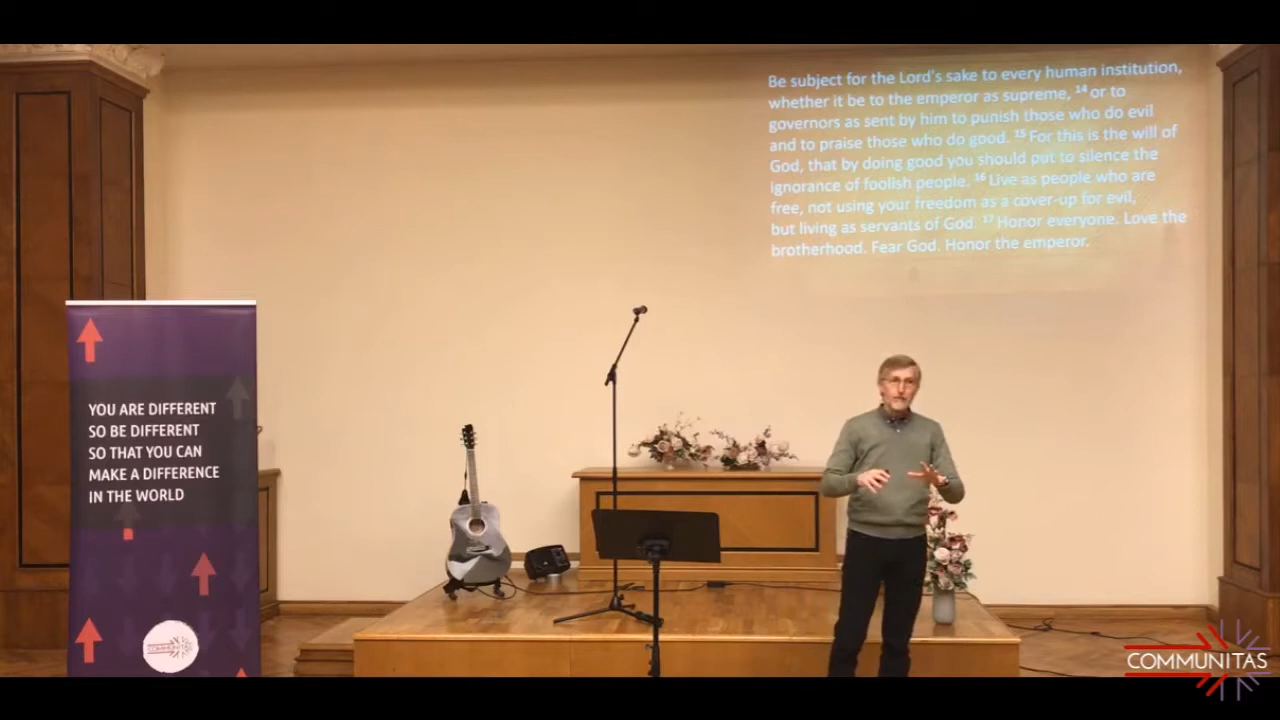 Be subject for the Lord's sake to every human institution,
whether it be to the emperor as supreme, 14 or to
governors as sent by him to punish those who do evil
and to praise those who do good. 15 For this is the will of
God, that by doing good you should put to silence the
ignorance of foolish people. 16 Live as people who are
free, not using your freedom as a cover-up for evil,
but living as servants of God. 17 Honor everyone. Love the
brotherhood. Fear God. Honor the emperor.
YOU ARE DIFFERENT
SO BE DIFFERENT
SO THAT YOU CAN
MAKE A DIFFERENCE
IN THE WORLD
COMMUNITAS
COMMUNITAS